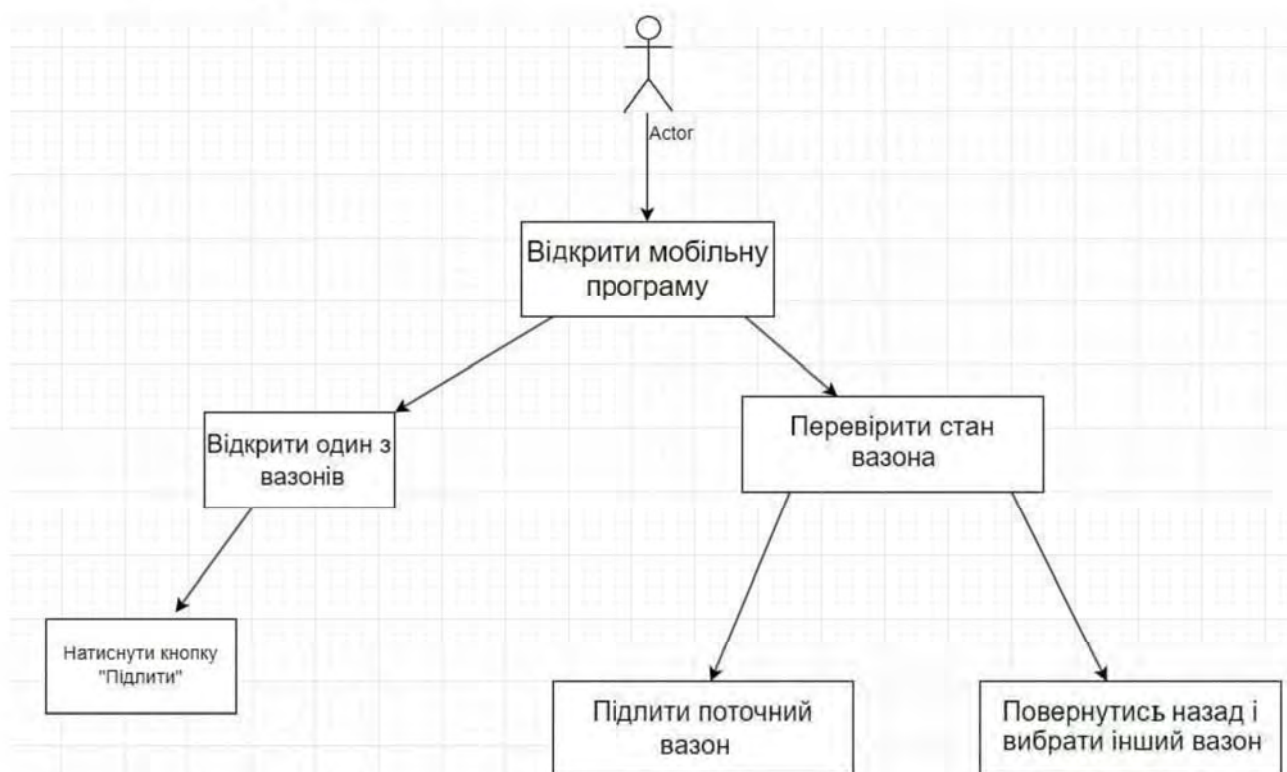 Actor
Відкрити мобільну
програму
Відкрити один з
вазонів
Перевірити стан
вазона
Натиснути кнопку
"Підлити"
Підлити поточний
вазон
Повернутись назад і
вибрати інший вазон